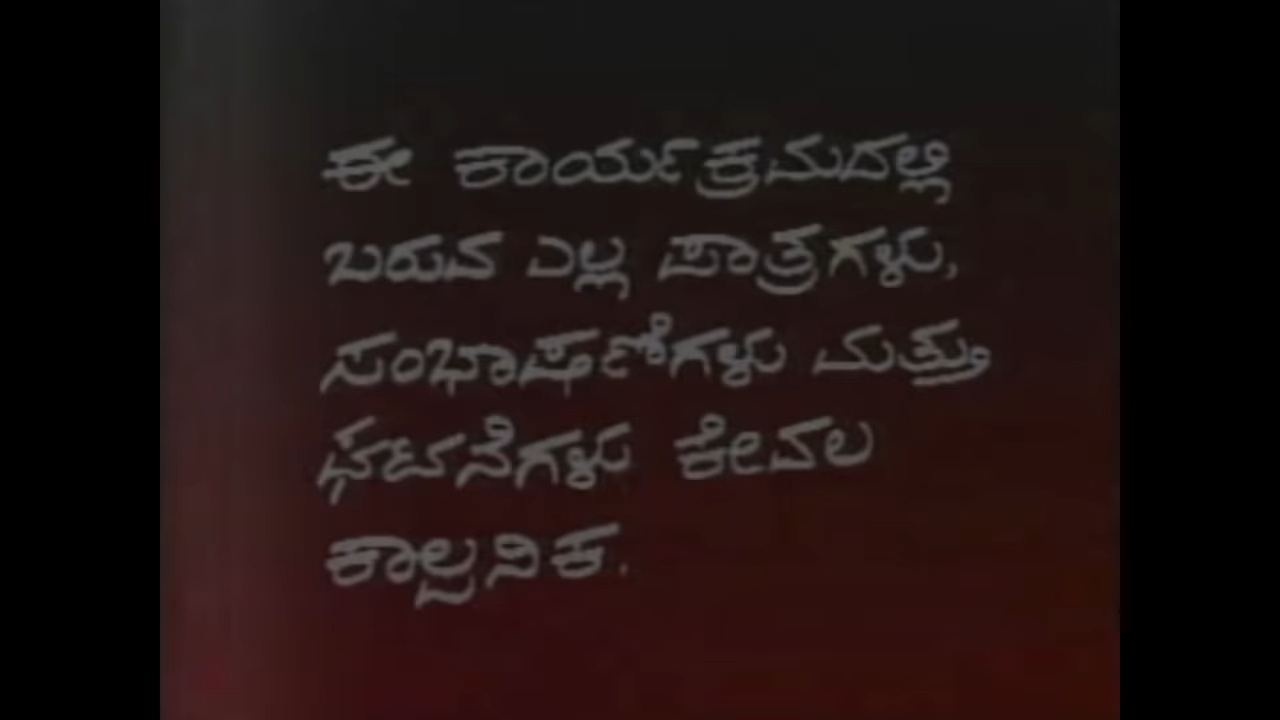 ಈ ಕಾರ್ಯಕ್ರಮದಲ್ಲಿ
ಬರುವ ಎಲ್ಲ ಪಾತ್ರಗಳು,
ಸಂಭಾಷಣೆಗಳು ಮತ್ತು
ಘಟನೆಗಳು ಕೇವಲ
ಕಾಲ್ಪನಿಕ.